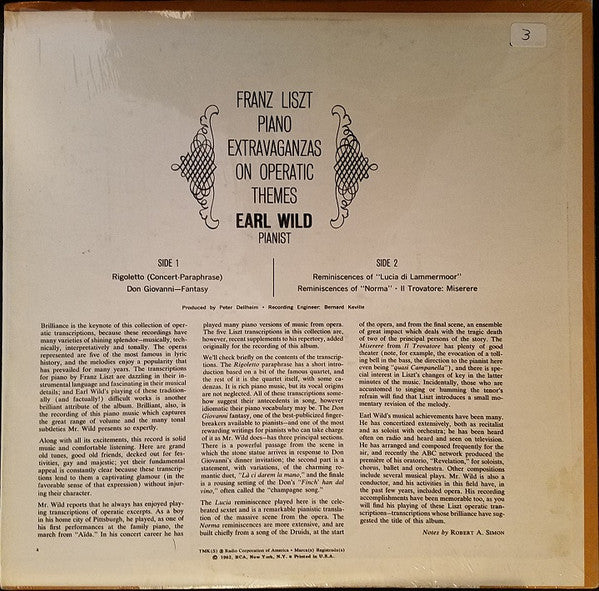 3
FRANZ LISZT
PIANO
EXTRAVAGANZAS
ON OPERATIC
THEMES
EARL WILD
PIANIST
SIDE 1
Rigoletto (Concert-Paraphrase)
Don Giovanni—Fantasy
SIDE 2
Reminiscences of "Lucia di Lammermoor"
Reminiscences of "Norma" • Il Trovatore: Miserere
Produced by Peter Dellheim • Recording Engineer: Bernard Keville
Brilliance is the keynote of this collection of oper-
atic transcriptions, because these recordings have
many varieties of shining splendor—musically, tech-
nically, interpretatively and tonally. The operas
represented are five of the most famous in lyric
history, and the melodies enjoy a popularity that
has prevailed for many years. The transcriptions
for piano by Franz Liszt are dazzling in their in-
strumental language and fascinating in their musical
details; and Earl Wild's playing of these tradition-
ally (and factually!) difficult works is another
brilliant attribute of the album. Brilliant, also, is
the recording of this piano music which captures
the great range of volume and the many tonal
subtleties Mr. Wild presents so expertly.
Along with all its excitements, this record is solid
music and comfortable listening. Here are grand
old tunes, good old friends, decked out for fes-
tivities, gay and majestic; yet their fundamental
appeal is constantly clear because these transcrip-
tions lend to them a captivating glamour (in the
favorable sense of that expression) without injur-
ing their character.
Mr. Wild reports that he has always enjoyed play-
ing transcriptions of operatic excerpts. As a boy
in his home city of Pittsburgh, he played, as one of
his first performances at the family piano, the
march from "Aïda." In his concert career he has
played many piano versions of music from opera.
The five Liszt transcriptions in this collection are,
however, recent supplements to his repertory, added
originally for the recording of this album.
We'll check briefly on the contents of the transcrip-
tions. The Rigoletto paraphrase has a short intro-
duction based on a bit of the famous quartet, and
the rest of it is the quartet itself, with some ca-
denzas. It is rich piano music, but its vocal origins
are not neglected. All of these transcriptions some-
how suggest their antecedents in song, however
idiomatic their piano vocabulary may be. The Don
Giovanni fantasy, one of the best-publicized finger-
breakers available to pianists—and one of the most
rewarding writings for pianists who can take charge
of it as Mr. Wild does—has three principal sections.
There is a powerful passage from the scene in
which the stone statue arrives in response to Don
Giovanni's dinner invitation; the second part is a
statement, with variations, of the charming ro-
mantic duet, "Là ci darem la mano," and the finale
is a rousing setting of the Don's "Finch' han dal
vino," often called the "champagne song."
The Lucia reminiscence played here is the cele-
brated sextet and is a remarkable pianistic transla-
tion of the massive scene from the opera. The
Norma reminiscences are more extensive, and are
built chiefly from a song of the Druids, at the start
of the opera, and from the final scene, an ensemble
of great impact which deals with the tragic death
of two of the principal persons of the story. The
Miserere from Il Trovatore has plenty of good
theater (note, for example, the evocation of a toll-
ing bell in the bass, the direction to the pianist here
even being "quasi Campanella"), and there is spe-
cial interest in Liszt's changes of key in the latter
minutes of the music. Incidentally, those who are
accustomed to singing or humming the tenor's
refrain will find that Liszt introduces a small mo-
mentary revision of the melody.
Earl Wild's musical achievements have been many.
He has concertized extensively, both as recitalist
and as soloist with orchestra; he has been heard
often on radio and heard and seen on television.
He has arranged and composed frequently for the
air, and recently the ABC network produced the
première of his oratorio, "Revelation," for soloists,
chorus, ballet and orchestra. Other compositions
include several musical plays. Mr. Wild is also a
conductor, and his activities in this field have, in
the past few years, included opera. His recording
accomplishments have been memorable too, as you
will find his playing of these Liszt operatic tran-
scriptions—transcriptions whose brilliance have sug-
gested the title of this album.
Notes by ROBERT A. SIMON
TMK(S) ® Radio Corporation of America • Marca(s) Registrada(s)
© 1962, RCA, New York, N.Y. • Printed in U.S.A.